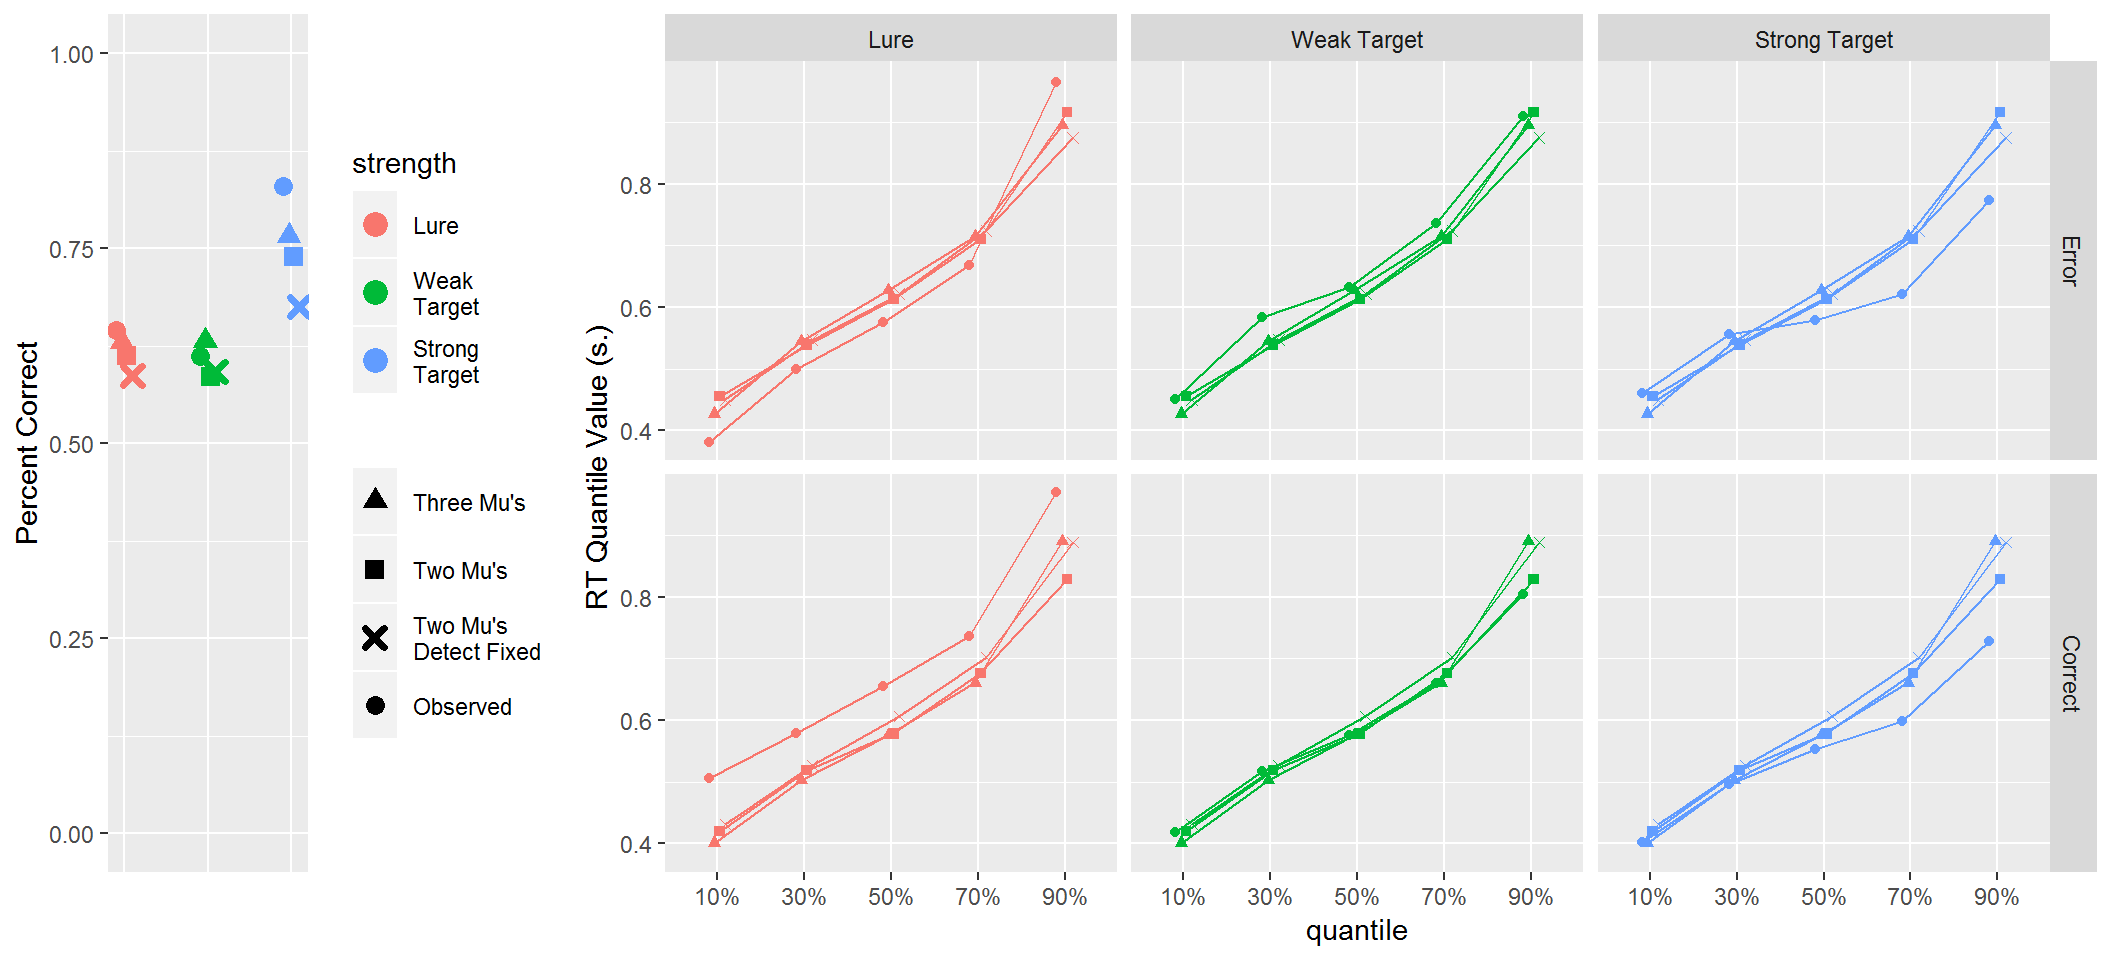 Percent Correct
1.00
0.75
0.50
0.25
0.00
strength
Lure
Weak
Target
Strong
Target
Three Mu's
Two Mu's
Two Mu's
Detect Fixed
Observed
RT Quantile Value (s.)
Lure
Weak Target
Strong Target
0.8
0.6
0.4
Error
0.8
0.6
0.4
Correct
10% 30% 50% 70% 90%
10% 30% 50% 70% 90%
10% 30% 50% 70% 90%
quantile